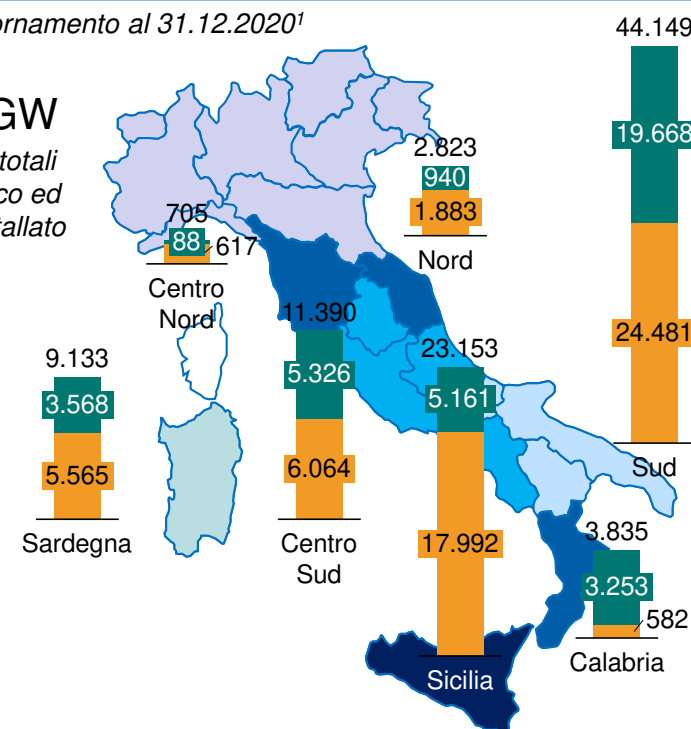 ornamento al 31.12.2020¹
GW
totali
co ed
tallato
44.149
19.668
24.481
Sud
2.823
940
1.883
Nord
705
88
617
Centro
Nord
11.390
5.326
6.064
Centro
Sud
23.153
5.161
17.992
Sicilia
9.133
3.568
5.565
Sardegna
3.835
3.253
582
Calabria